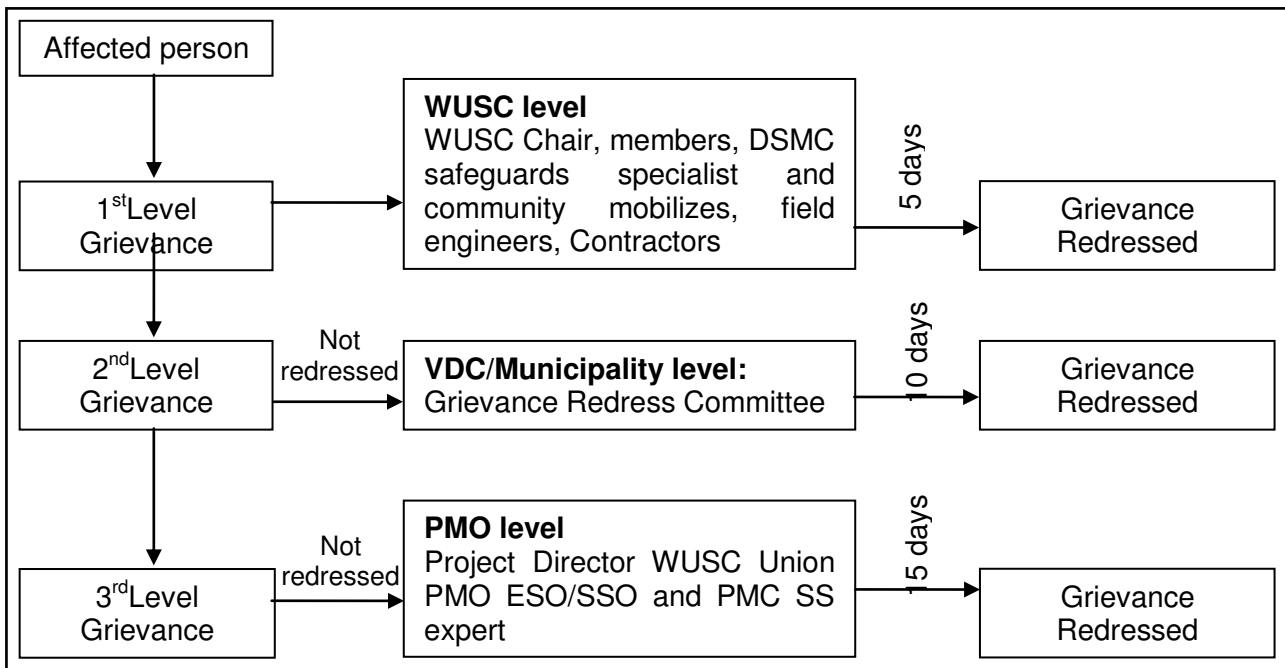 Affected person
WUSC level
WUSC Chair, members, DSMC
safeguards specialist and
community mobilizes, field
engineers, Contractors
5 days
1stLevel
Grievance
Grievance
Redressed
2ndLevel
Grievance
Not
redressed
VDC/Municipality level:
Grievance Redress Committee
10 days
Grievance
Redressed
3rdLevel
Grievance
Not
redressed
PMO level
Project Director WUSC Union
PMO ESO/SSO and PMC SS
expert
15 days
Grievance
Redressed